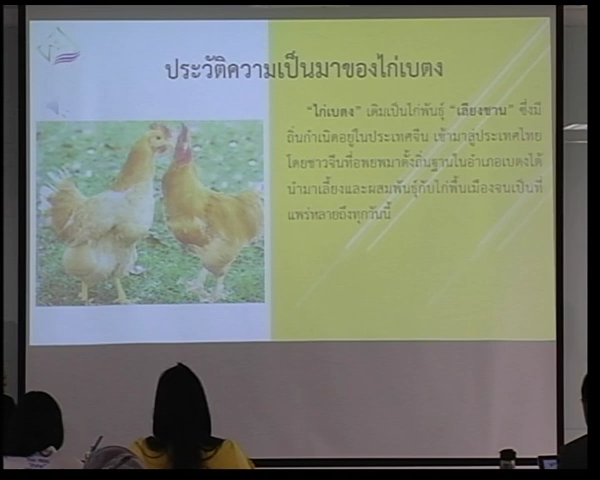 ประวัติความเป็นมาของไก่เบตง
“ไก่เบตง” เดิมเป็นไก่พันธุ์ “เลียงชาน” ซึ่งมี
ถิ่นกำเนิดอยู่ในประเทศจีน เข้ามาสู่ประเทศไทย
โดยชาวจีนที่อพยพมาตั้งถิ่นฐานในอำเภอเบตงได้
นำมาเลี้ยงและผสมพันธุ์กับไก่พื้นเมืองจนเป็นที่
แพร่หลายถึงทุกวันนี้